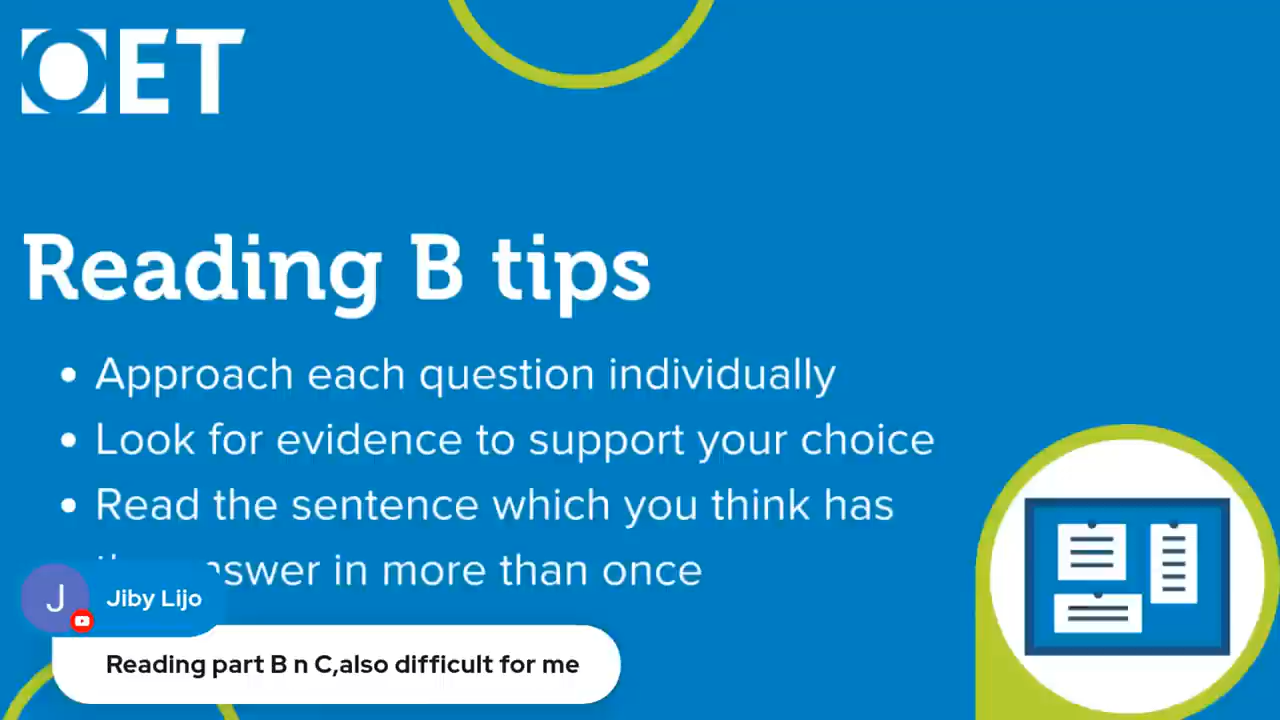 OET
Reading B tips
• Approach each question individually
• Look for evidence to support your choice
• Read the sentence which you think has
in more than once
J
Jiby Lijo
Reading part B n C,also difficult for me